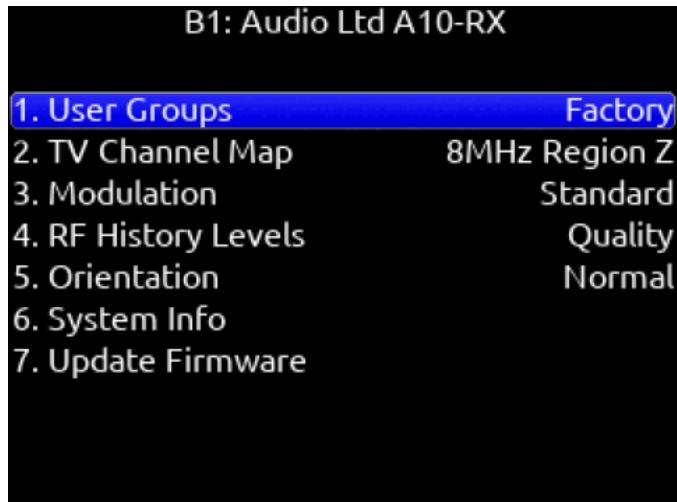 B1: Audio Ltd A10-RX
1. User Groups Factory
2. TV Channel Map 8MHz Region Z
3. Modulation Standard
4. RF History Levels Quality
5. Orientation Normal
6. System Info
7. Update Firmware